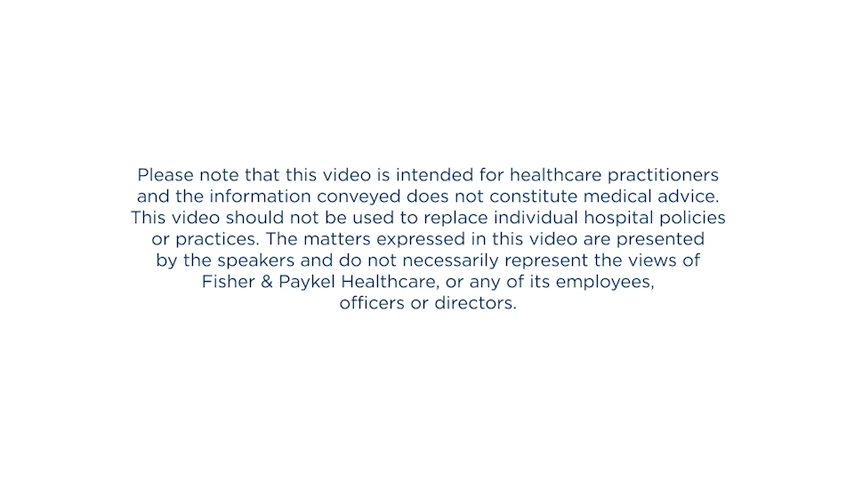 Please note that this video is intended for healthcare practitioners
and the information conveyed does not constitute medical advice.
This video should not be used to replace individual hospital policies
or practices. The matters expressed in this video are presented
by the speakers and do not necessarily represent the views of
Fisher & Paykel Healthcare, or any of its employees,
officers or directors.